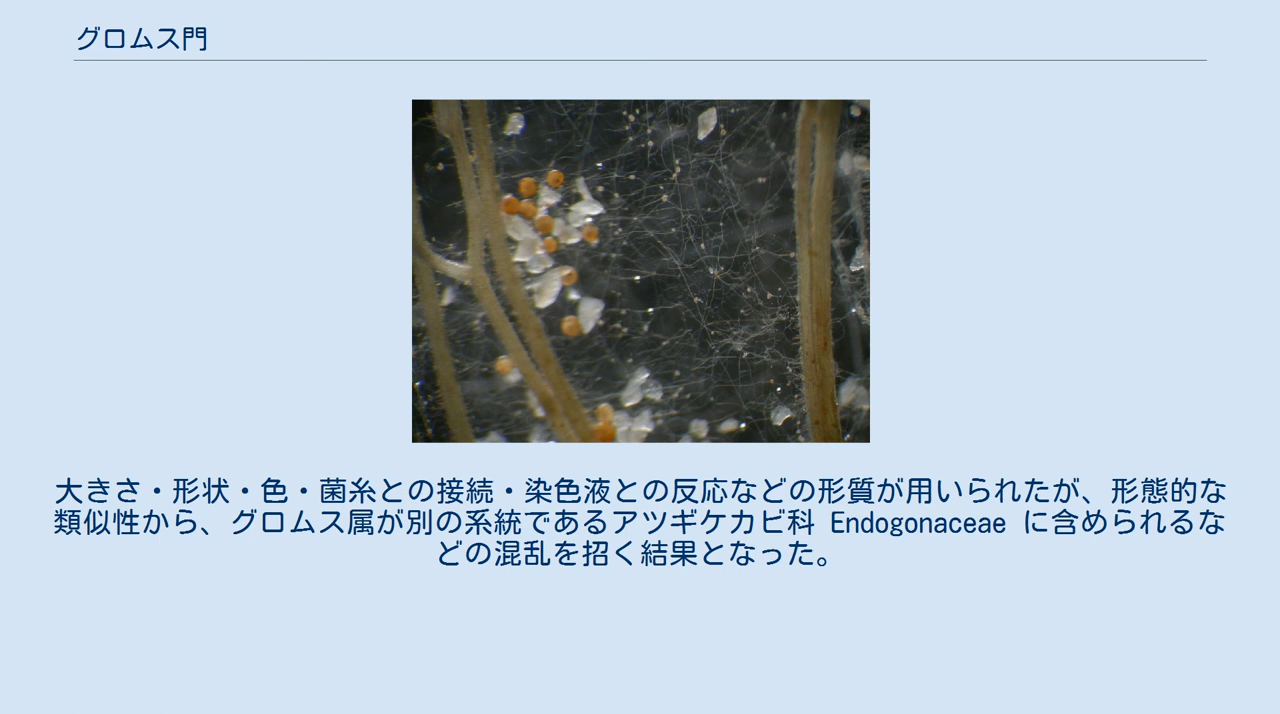 グロムス門
大きさ・形状・色・菌糸との接続・染色液との反応などの形質が用いられたが、形態的な
類似性から、グロムス属が別の系統であるアツギケカビ科 Endogonaceae に含められるな
どの混乱を招く結果となった。